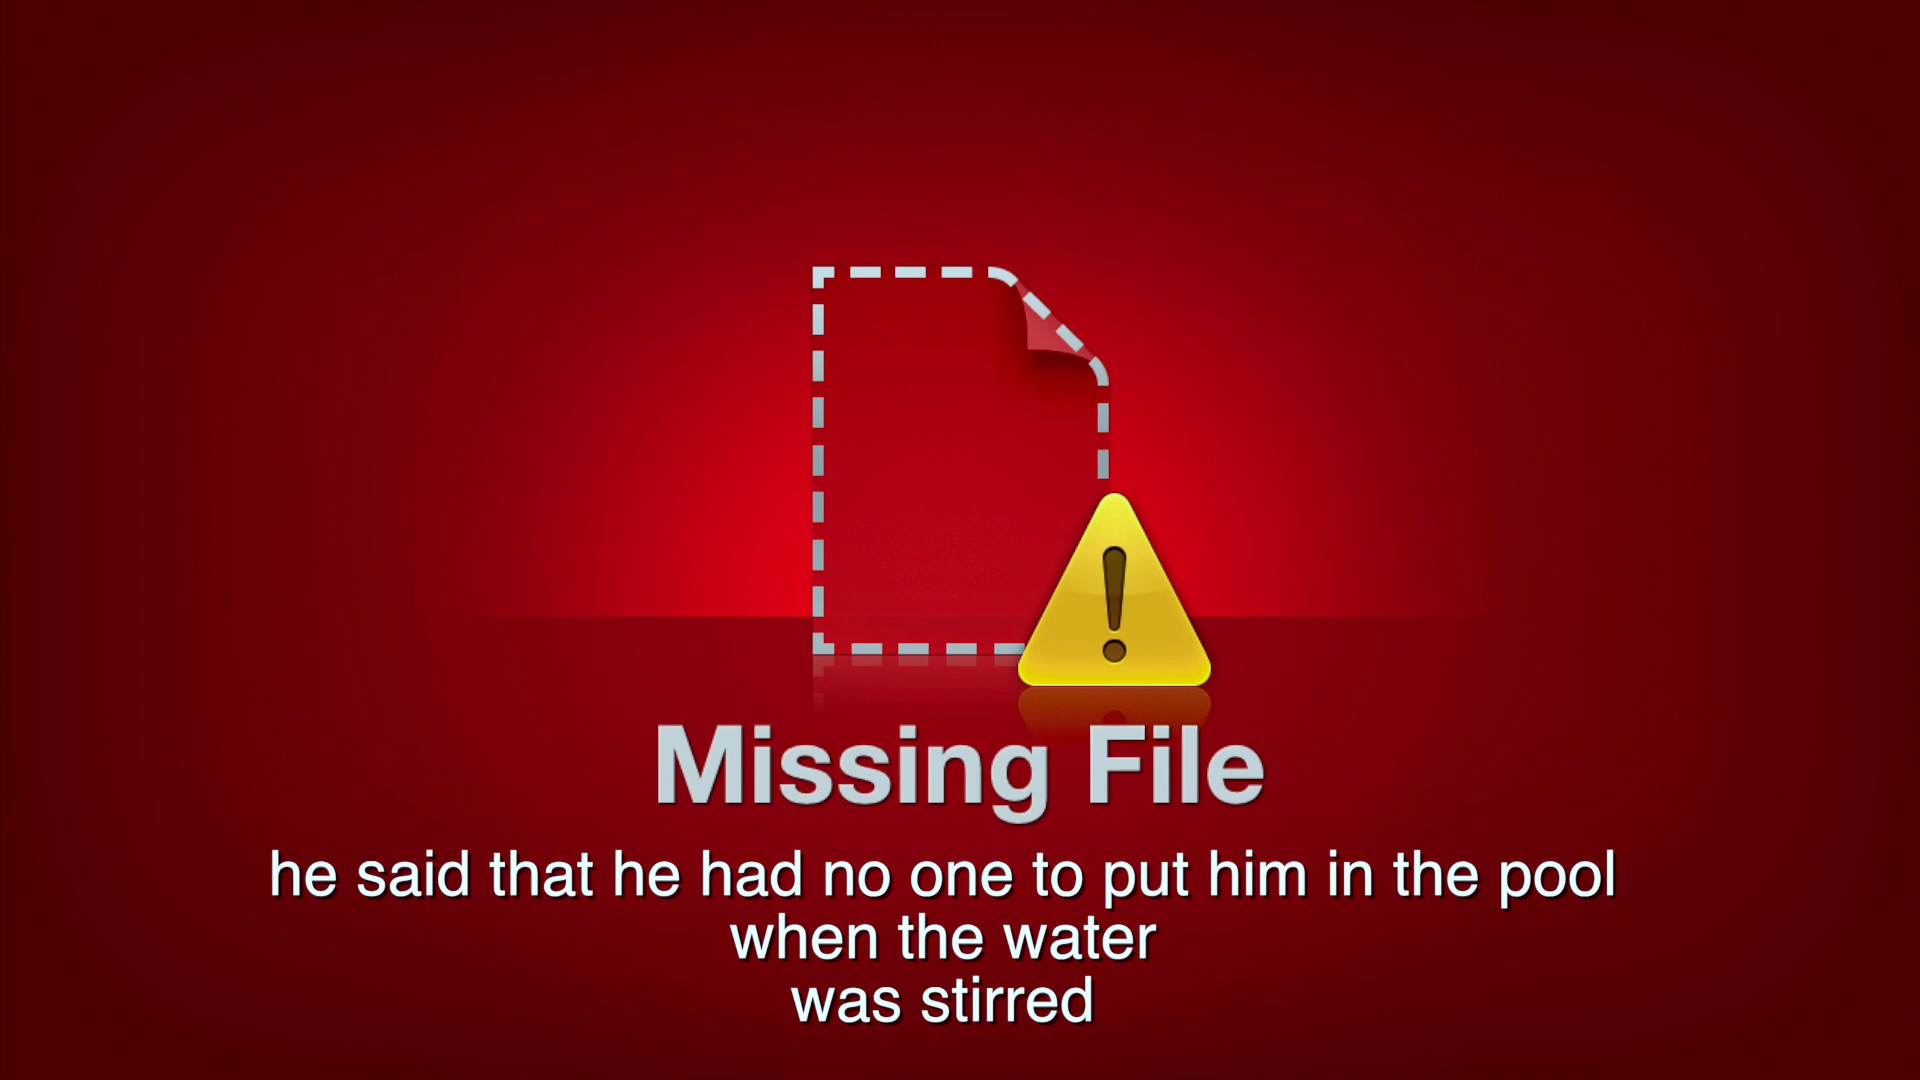 Missing File
he said that he had no one to put him in the pool
when the water
was stirred